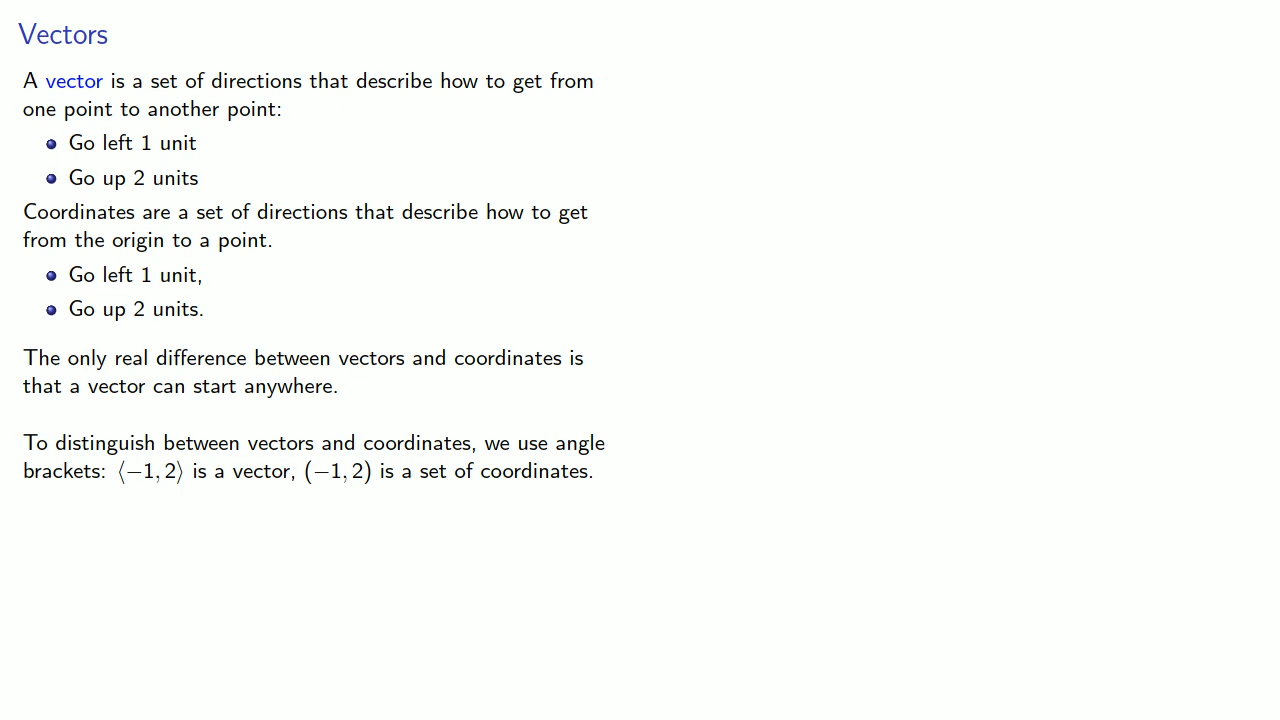 Vectors
A vector is a set of directions that describe how to get from
one point to another point:
Go left 1 unit
Go up 2 units
Coordinates are a set of directions that describe how to get
from the origin to a point.
Go left 1 unit,
Go up 2 units.
The only real difference between vectors and coordinates is
that a vector can start anywhere.
To distinguish between vectors and coordinates, we use angle
brackets: ⟨−1, 2⟩ is a vector, (−1, 2) is a set of coordinates.